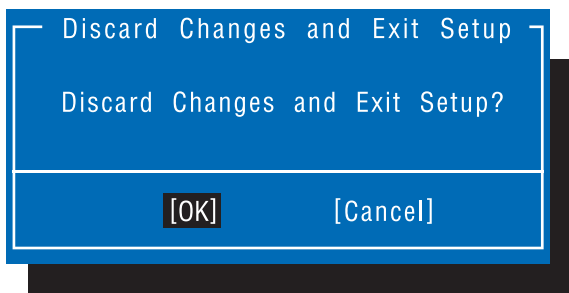 Discard Changes and Exit Setup
Discard Changes and Exit Setup?
[OK] [Cancel]